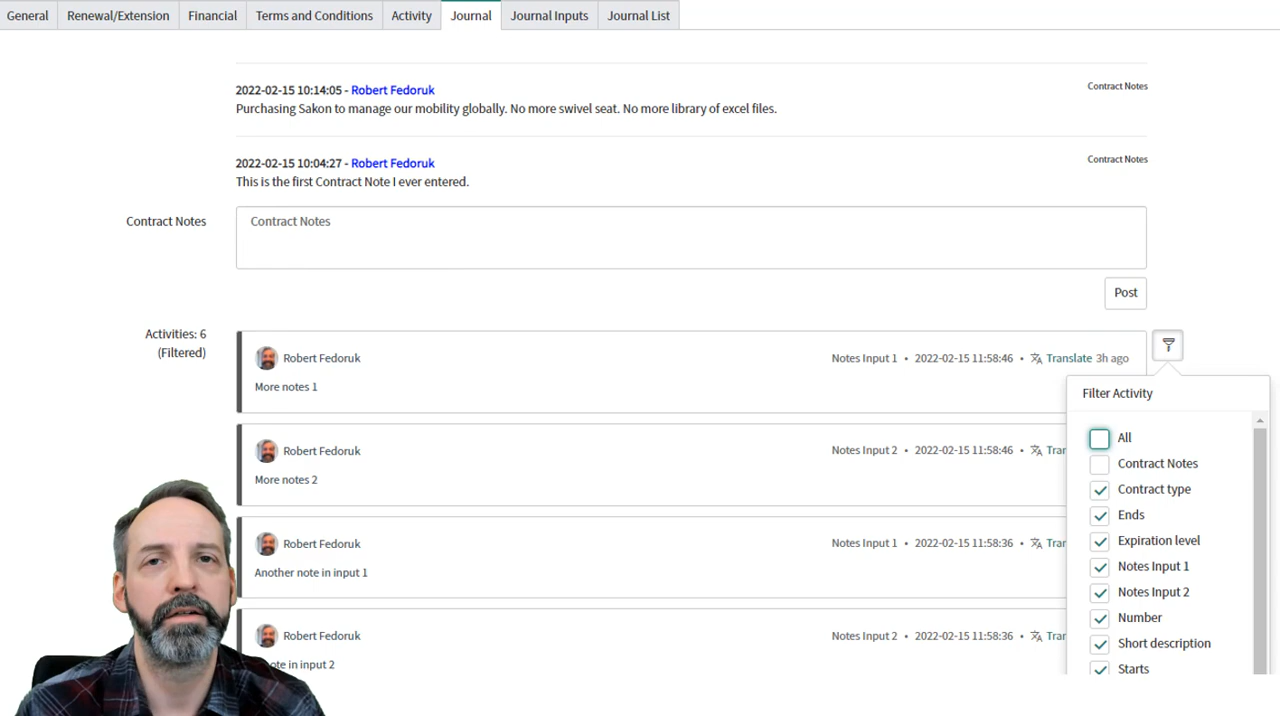 General Renewal/Extension Financial Terms and Conditions Activity Journal Journal Inputs Journal List
2022-02-15 10:14:05 - Robert Fedoruk Contract Notes
Purchasing Sakon to manage our mobility globally. No more swivel seat. No more library of excel files.
2022-02-15 10:04:27 - Robert Fedoruk Contract Notes
This is the first Contract Note I ever entered.
Contract Notes Contract Notes
Post
Activities: 6
(Filtered)
Robert Fedoruk Notes Input 1 • 2022-02-15 11:58:46 • Translate 3h ago
More notes 1
Filter Activity
All
Contract Notes
Contract type
Ends
Expiration level
Notes Input 1
Notes Input 2
Number
Short description
Starts
Robert Fedoruk Notes Input 2 • 2022-02-15 11:58:46 • Tran
More notes 2
Robert Fedoruk Notes Input 1 • 2022-02-15 11:58:36 • Tran
Another note in input 1
Robert Fedoruk Notes Input 2 • 2022-02-15 11:58:36 • Tran
note in input 2